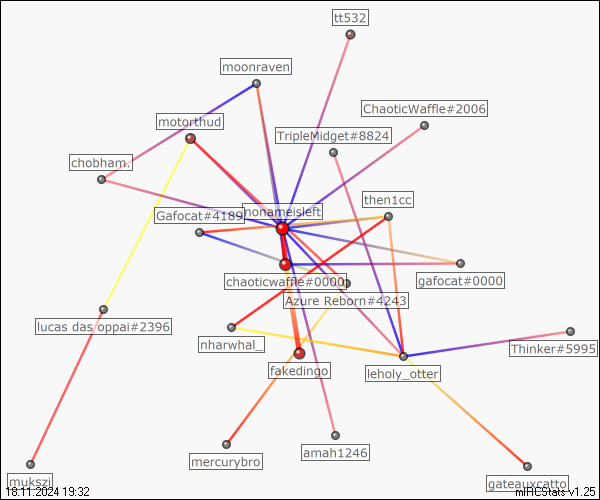 tt532
moonraven
ChaoticWaffle#2006
motorthud
TripleMidget#8824
chobham.
then1cc
Gafocat#4189
nonameisleft
chaoticwaffle#0000
gafocat#0000
Azure Reborn#4243
lucas das oppai#2396
nharwhal_
Thinker#5995
fakedingo
leholy_otter
amah1246
mercurybro
mukszi
gateauxcatto
18.11.2024 19:32
mIRCStats v1.25